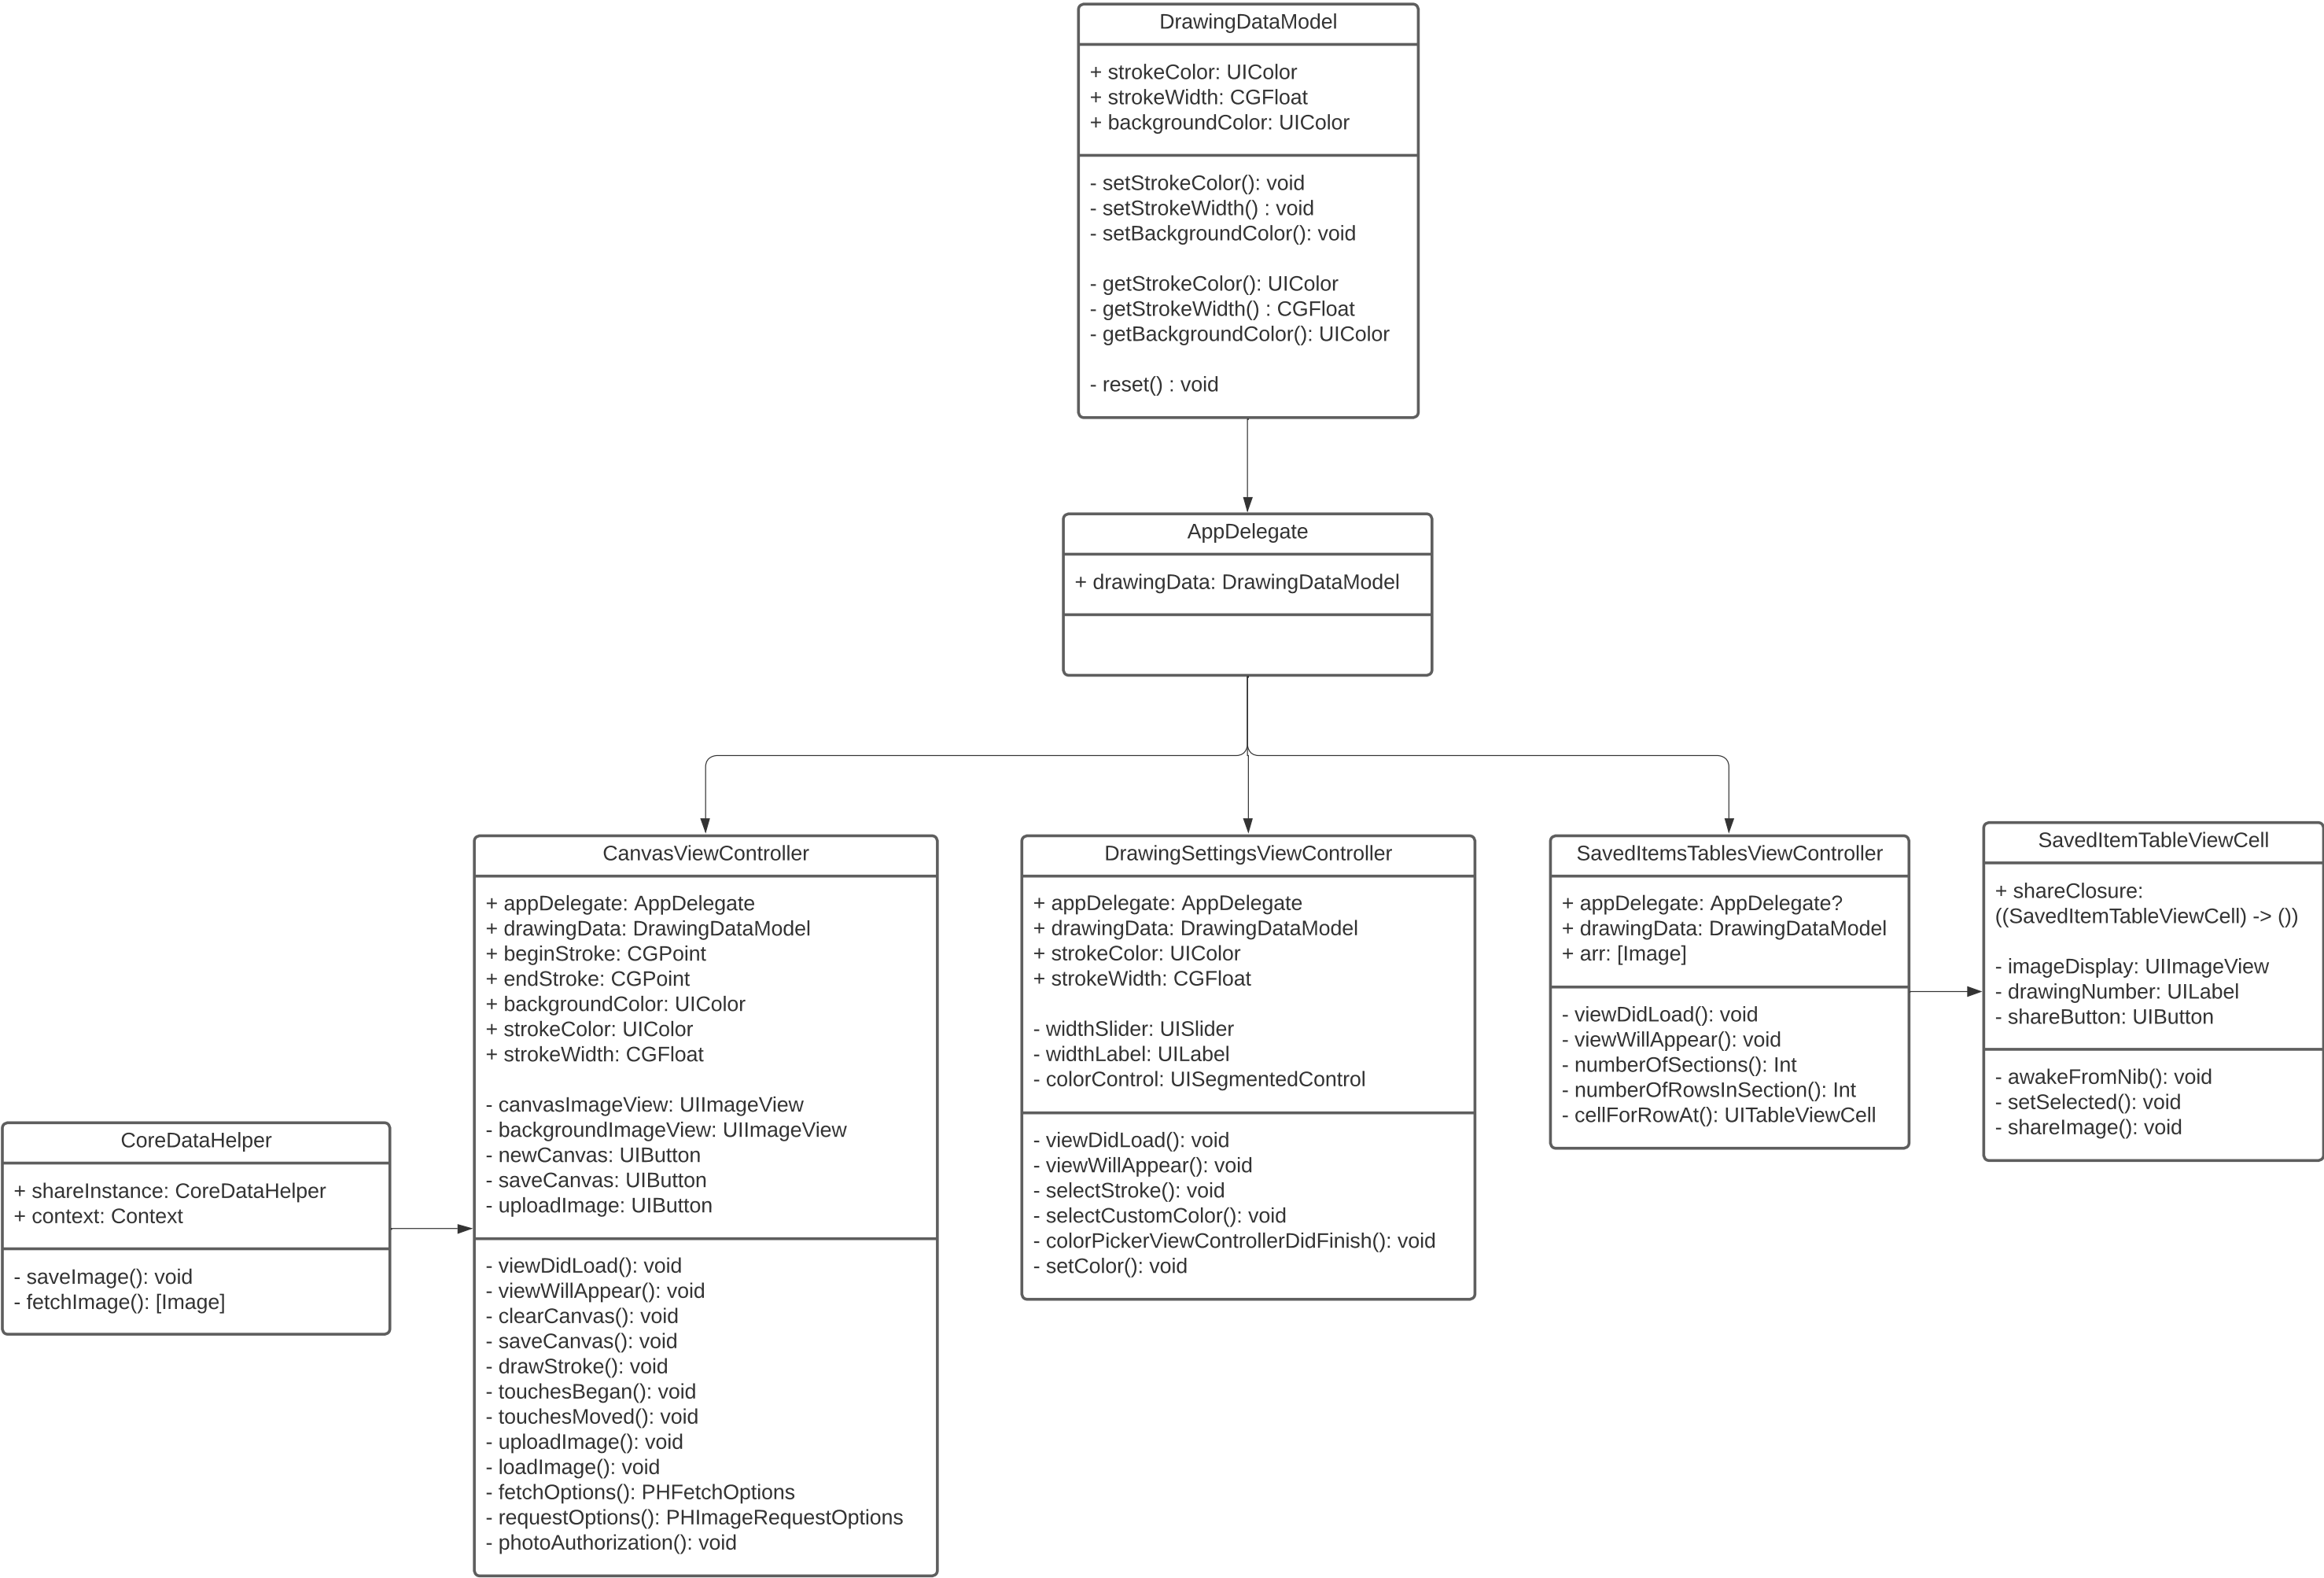 DrawingDataModel
+ strokeColor: UIColor
+ strokeWidth: CGFloat
+ backgroundColor: UIColor
- setStrokeColor(): void
- setStrokeWidth() : void
- setBackgroundColor(): void
- getStrokeColor(): UIColor
- getStrokeWidth() : CGFloat
- getBackgroundColor(): UIColor
- reset() : void
AppDelegate
+ drawingData: DrawingDataModel
CoreDataHelper
+ shareInstance: CoreDataHelper
+ context: Context
- saveImage(): void
- fetchImage(): [Image]
CanvasViewController
+ appDelegate: AppDelegate
+ drawingData: DrawingDataModel
+ beginStroke: CGPoint
+ endStroke: CGPoint
+ backgroundColor: UIColor
+ strokeColor: UIColor
+ strokeWidth: CGFloat
- canvasImageView: UIImageView
- backgroundImageView: UIImageView
- newCanvas: UIButton
- saveCanvas: UIButton
- uploadImage: UIButton
- viewDidLoad(): void
- viewWillAppear(): void
- clearCanvas(): void
- saveCanvas(): void
- drawStroke(): void
- touchesBegan(): void
- touchesMoved(): void
- uploadImage(): void
- loadImage(): void
- fetchOptions(): PHFetchOptions
- requestOptions(): PHImageRequestOptions
- photoAuthorization(): void
DrawingSettingsViewController
+ appDelegate: AppDelegate
+ drawingData: DrawingDataModel
+ strokeColor: UIColor
+ strokeWidth: CGFloat
- widthSlider: UISlider
- widthLabel: UILabel
- colorControl: UISegmentedControl
- viewDidLoad(): void
- viewWillAppear(): void
- selectStroke(): void
- selectCustomColor(): void
- colorPickerViewControllerDidFinish(): void
- setColor(): void
SavedItemsTablesViewController
+ appDelegate: AppDelegate?
+ drawingData: DrawingDataModel
+ arr: [Image]
- viewDidLoad(): void
- viewWillAppear(): void
- numberOfSections(): Int
- numberOfRowsInSection(): Int
- cellForRowAt(): UITableViewCell
SavedItemTableViewCell
+ shareClosure:
((SavedItemTableViewCell) -> ())
- imageDisplay: UIImageView
- drawingNumber: UILabel
- shareButton: UIButton
- awakeFromNib(): void
- setSelected(): void
- shareImage(): void